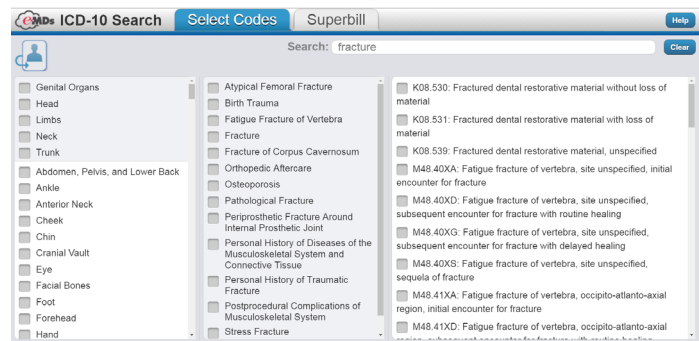 eMDs ICD-10 Search
Select Codes
Superbill
Help
Search: fracture
Clear
Genital Organs
Head
Limbs
Neck
Trunk
Abdomen, Pelvis, and Lower Back
Ankle
Anterior Neck
Cheek
Chin
Cranial Vault
Eye
Facial Bones
Foot
Forehead
Hand
Atypical Femoral Fracture
Birth Trauma
Fatigue Fracture of Vertebra
Fracture
Fracture of Corpus Cavernosum
Orthopedic Aftercare
Osteoporosis
Pathological Fracture
Periprosthetic Fracture Around
Internal Prosthetic Joint
Personal History of Diseases of the
Musculoskeletal System and
Connective Tissue
Personal History of Traumatic
Fracture
Postprocedural Complications of
Musculoskeletal System
Stress Fracture
K08.530: Fractured dental restorative material without loss of
material
K08.531: Fractured dental restorative material with loss of
material
K08.539: Fractured dental restorative material, unspecified
M48.40XA: Fatigue fracture of vertebra, site unspecified, initial
encounter for fracture
M48.40XD: Fatigue fracture of vertebra, site unspecified,
subsequent encounter for fracture with routine healing
M48.40XG: Fatigue fracture of vertebra, site unspecified,
subsequent encounter for fracture with delayed healing
M48.40XS: Fatigue fracture of vertebra, site unspecified,
sequela of fracture
M48.41XA: Fatigue fracture of vertebra, occipito-atlanto-axial
region, initial encounter for fracture
M48.41XD: Fatigue fracture of vertebra, occipito-atlanto-axial
region, subsequent encounter for fracture with routine healing